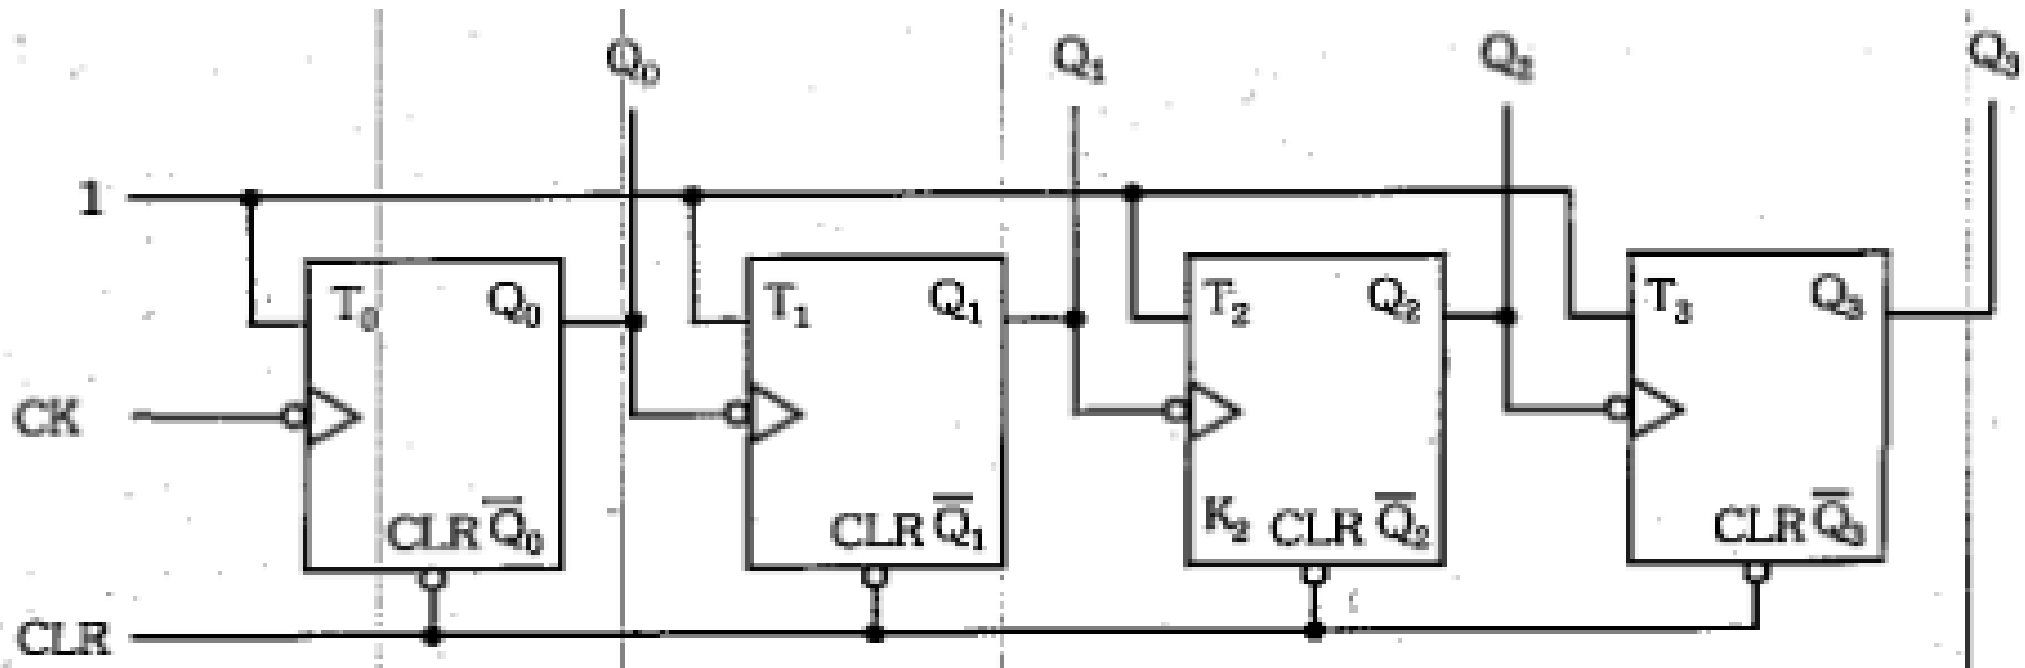 Q₀ Q₁ Q₂ Q₃
1
T₀ Q₀ T₁ Q₁ T₂ Q₂ T₃ Q₃
CK
CLR Q̅₀ CLR Q̅₁ K₂ CLR Q̅₂ CLR Q̅₃
CLR